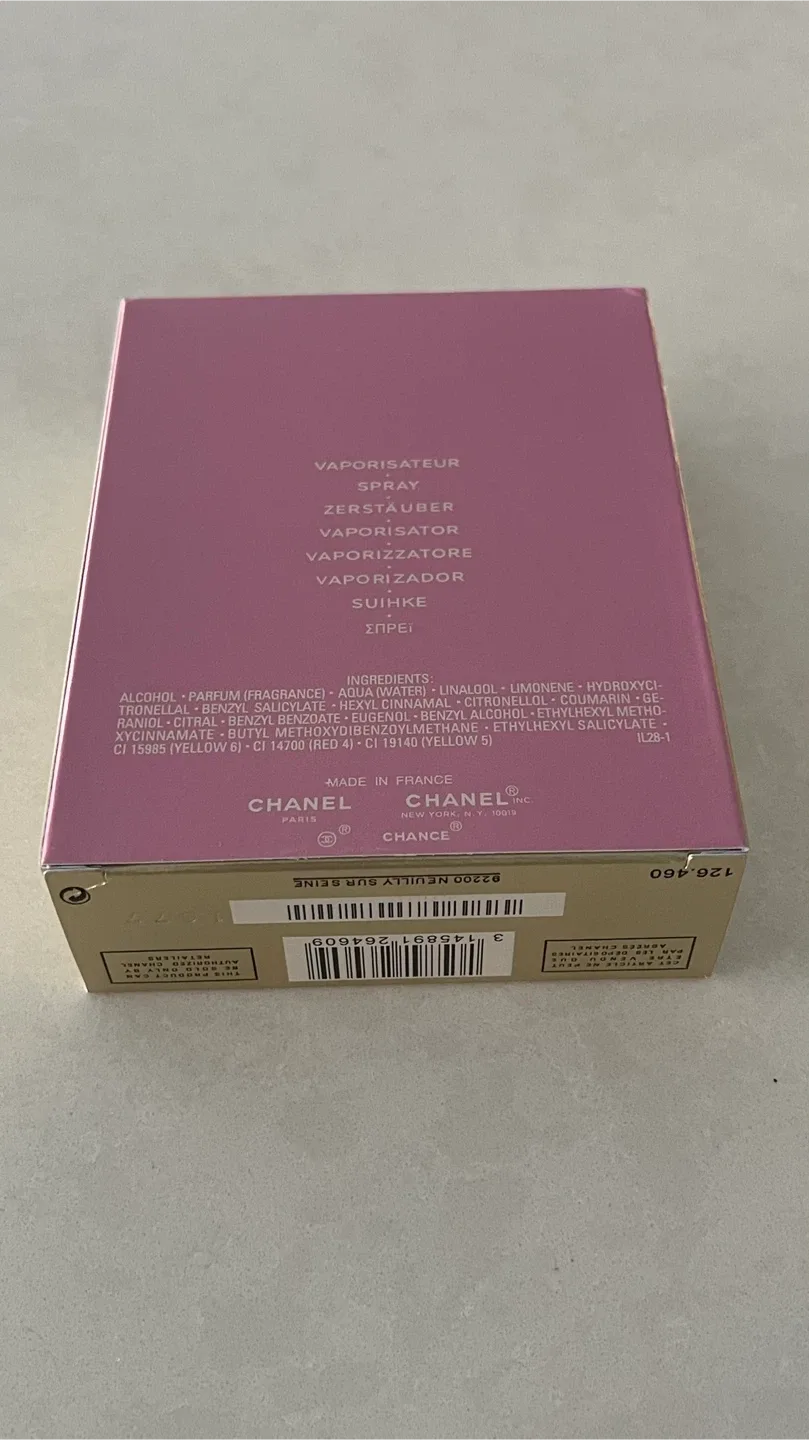 VAPORISATEUR
SPRAY
ZERSTÄUBER
VAPORISATOR
VAPORIZZATORE
VAPORIZADOR
SUIHKE
ΣΠΡΕΪ
INGREDIENTS:
ALCOHOL • PARFUM (FRAGRANCE) • AQUA (WATER) • LINALOOL • LIMONENE • HYDROXYCI-
TRONELLAL • BENZYL SALICYLATE • HEXYL CINNAMAL • CITRONELLOL • COUMARIN • GE-
RANIOL • CITRAL • BENZYL BENZOATE • EUGENOL • BENZYL ALCOHOL • ETHYLHEXYL METHO-
XYCINNAMATE • BUTYL METHOXYDIBENZOYLMETHANE • ETHYLHEXYL SALICYLATE •
CI 15985 (YELLOW 6) • CI 14700 (RED 4) • CI 19140 (YELLOW 5) IL28-1
MADE IN FRANCE
CHANEL CHANEL® INC.
PARIS NEW YORK, N.Y. 10019
® CHANCE®
126.460
92200 NEUILLY SUR SEINE
3 145891 264609
CET ARTICLE NE PEUT
ETRE VENDU QUE
PAR LES DEPOSITAIRES
AGREES CHANEL
THIS PRODUCT CAN
BE SOLD ONLY BY
AUTHORIZED CHANEL
RETAILERS